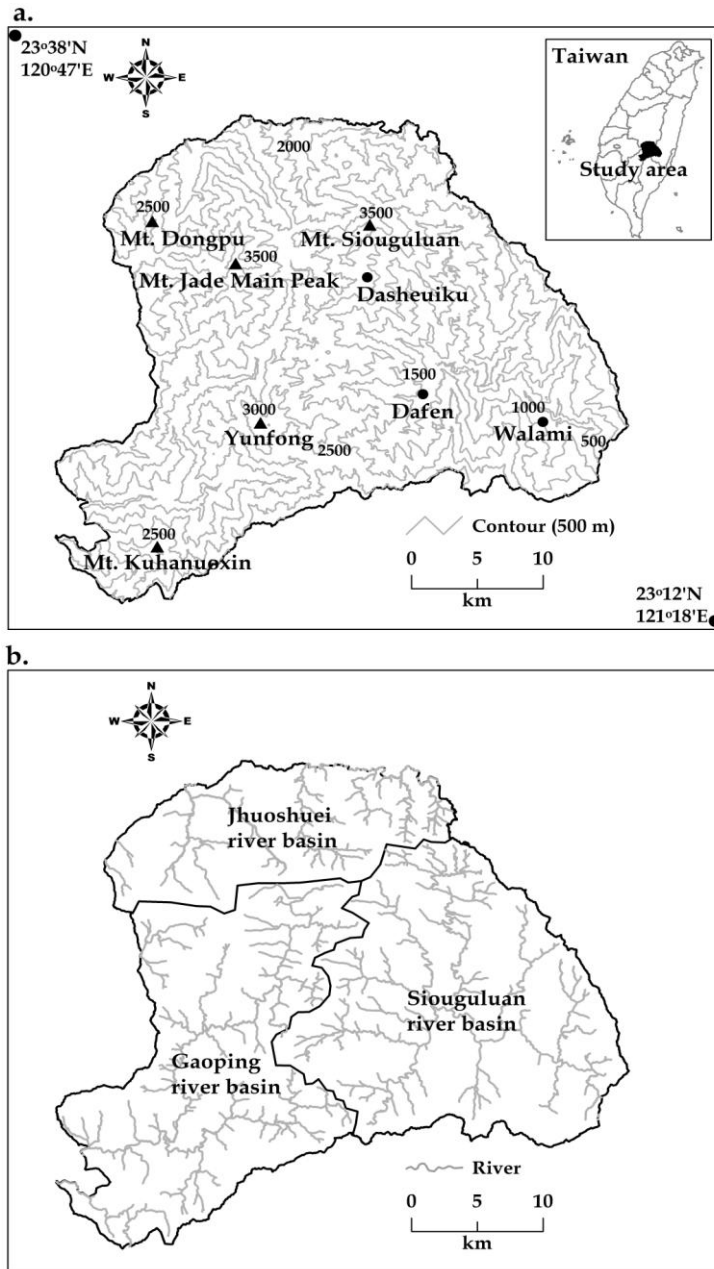 a.
23°38'N
120°47'E
N
W
E
S
Taiwan
Study area
2000
2500
Mt. Dongpu
3500
Mt. Siouguluan
3500
Mt. Jade Main Peak
Dasheuiku
1500
Dafen
1000
Walami
500
3000
Yunfong
2500
2500
Mt. Kuhanuoxin
Contour (500 m)
0 5 10
km
23°12'N
121°18'E
b.
N
W
E
S
Jhuoshuei
river basin
Siouguluan
river basin
Gaoping
river basin
River
0 5 10
km